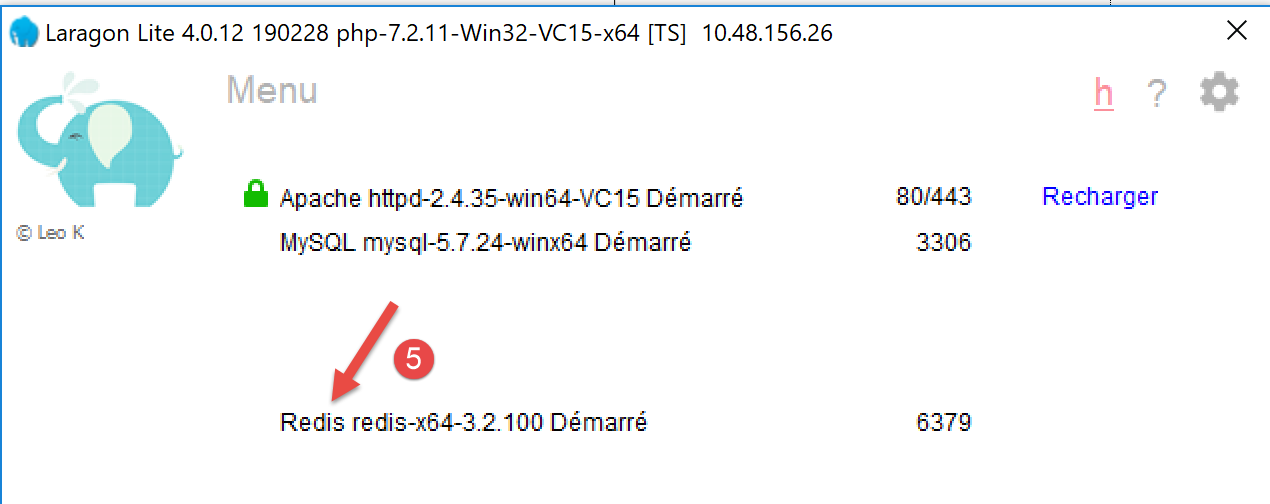 Laragon Lite 4.0.12 190228 php-7.2.11-Win32-VC15-x64 [TS] 10.48.156.26
Menu h ?
Apache httpd-2.4.35-win64-VC15 Démarré 80/443 Recharger
© Leo K
MySQL mysql-5.7.24-winx64 Démarré 3306
5
Redis redis-x64-3.2.100 Démarré 6379